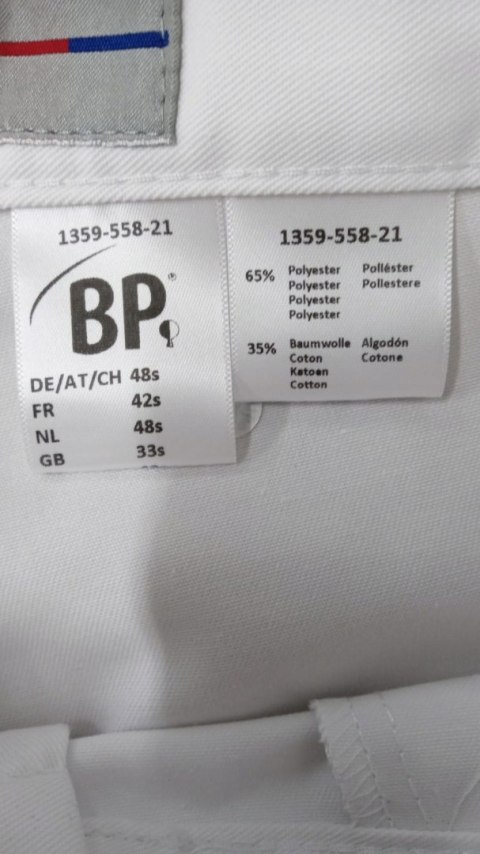 1359-558-21
BP®
DE/AT/CH 48s
FR 42s
NL 48s
GB 33s
1359-558-21
65% Polyester Poliéster
Polyester Poliestere
Polyester
Polyester
35% Baumwolle Algodón
Coton Cotone
Katoen
Cotton